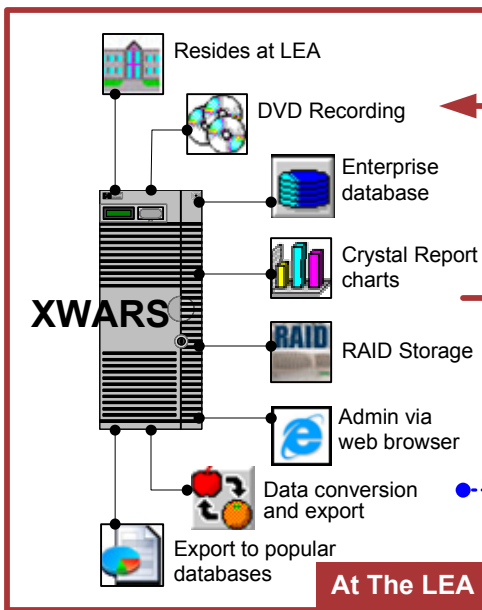 Resides at LEA
DVD Recording
Enterprise
database
Crystal Report
charts
XWARS
RAID
RAID Storage
Admin via
web browser
Data conversion
and export
Export to popular
databases
At The LEA